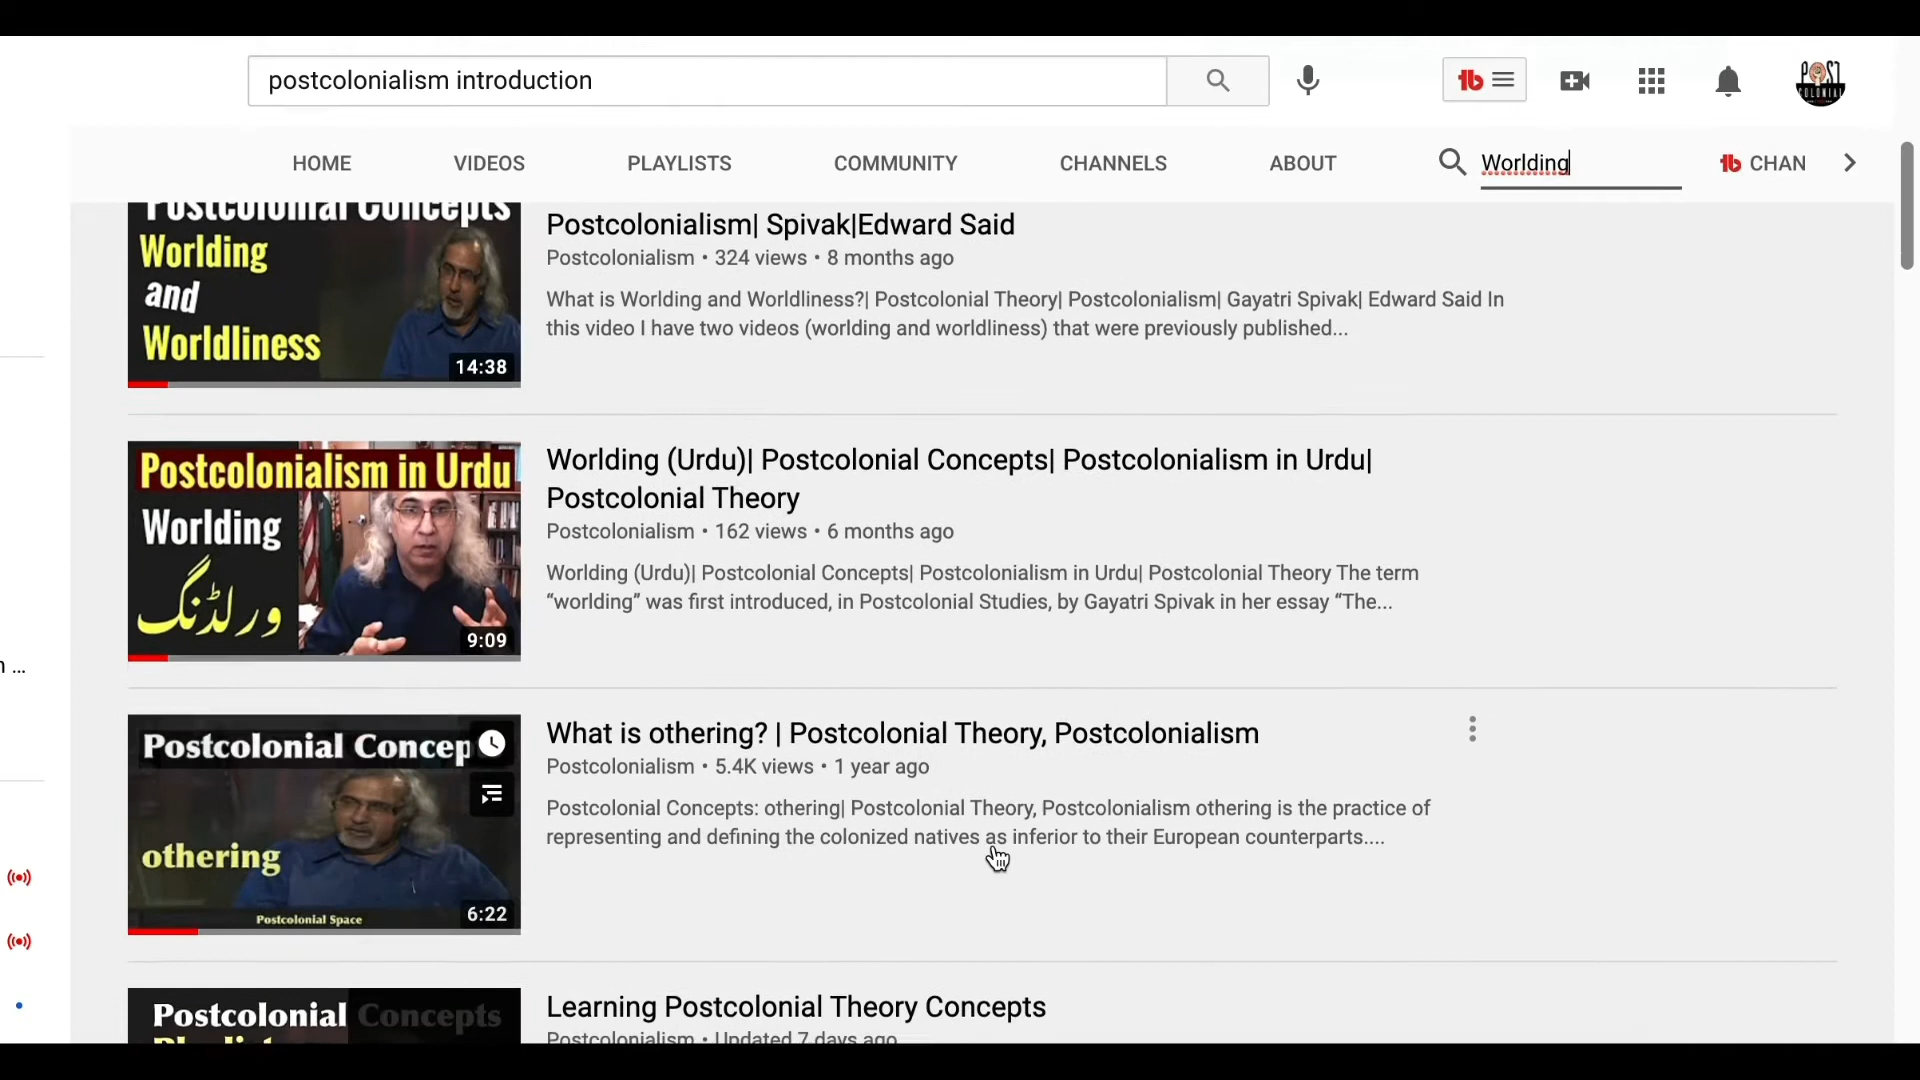 postcolonialism introduction
HOME VIDEOS PLAYLISTS COMMUNITY CHANNELS ABOUT Worlding CHAN
Postcolonial Concepts
Worlding
and
Worldliness
14:38
Postcolonialism| Spivak|Edward Said
Postcolonialism • 324 views • 8 months ago
What is Worlding and Worldliness?| Postcolonial Theory| Postcolonialism| Gayatri Spivak| Edward Said In
this video I have two videos (worlding and worldliness) that were previously published...
Postcolonialism in Urdu
Worlding
ورلڈنگ
9:09
Worlding (Urdu)| Postcolonial Concepts| Postcolonialism in Urdu|
Postcolonial Theory
Postcolonialism • 162 views • 6 months ago
Worlding (Urdu)| Postcolonial Concepts| Postcolonialism in Urdu| Postcolonial Theory The term
“worlding” was first introduced, in Postcolonial Studies, by Gayatri Spivak in her essay “The...
Postcolonial Concep
othering
Postcolonial Space
6:22
What is othering? | Postcolonial Theory, Postcolonialism
Postcolonialism • 5.4K views • 1 year ago
Postcolonial Concepts: othering| Postcolonial Theory, Postcolonialism othering is the practice of
representing and defining the colonized natives as inferior to their European counterparts....
Postcolonial Concepts
Learning Postcolonial Theory Concepts
Postcolonialism • Updated 7 days ago